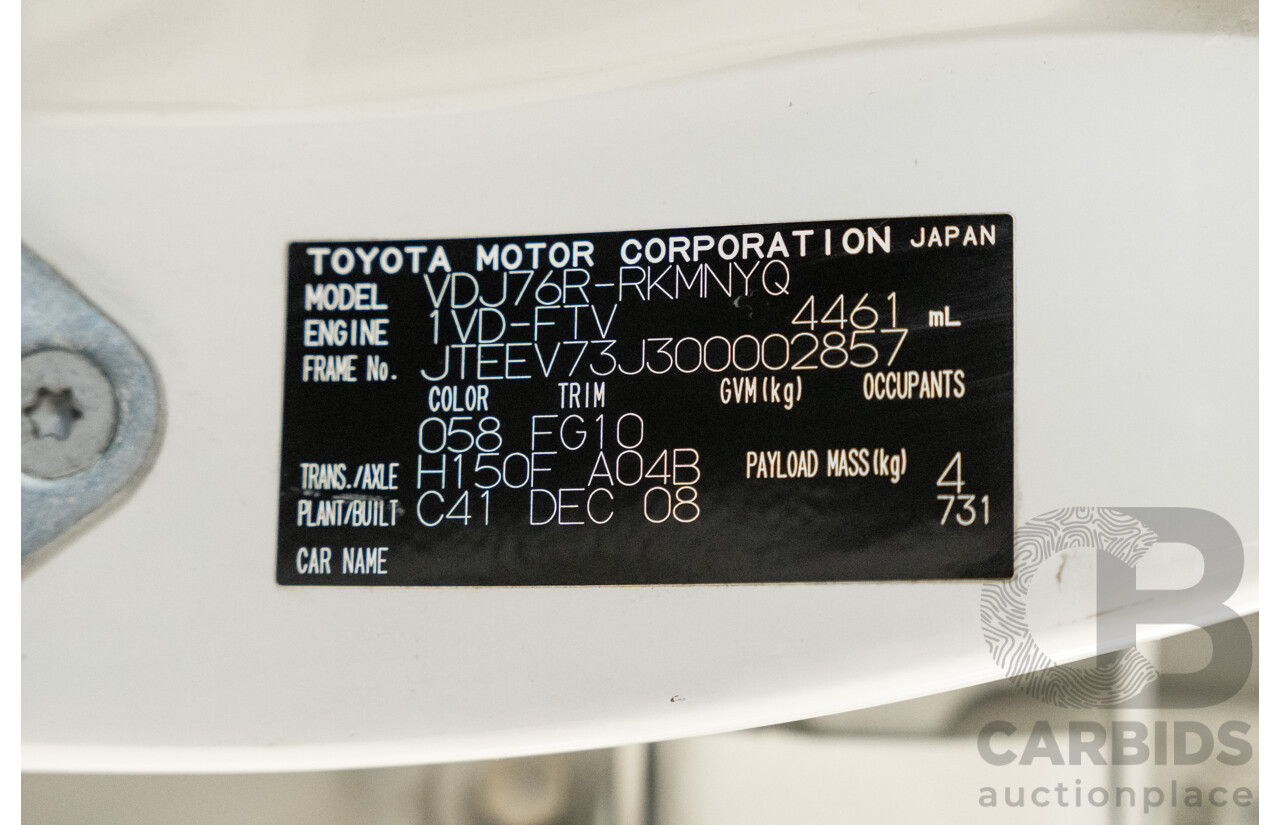 TOYOTA MOTOR CORPORATION JAPAN
MODEL VDJ76R-RKMNYQ
ENGINE 1VD-FTV 4461 mL
FRAME No. JTEEV73J300002857
COLOR TRIM GVM(kg) OCCUPANTS
058 FG10
TRANS./AXLE H150F A04B PAYLOAD MASS(kg) 4
PLANT/BUILT C41 DEC 08 731
CAR NAME
CB
CARBIDS
auctionplace